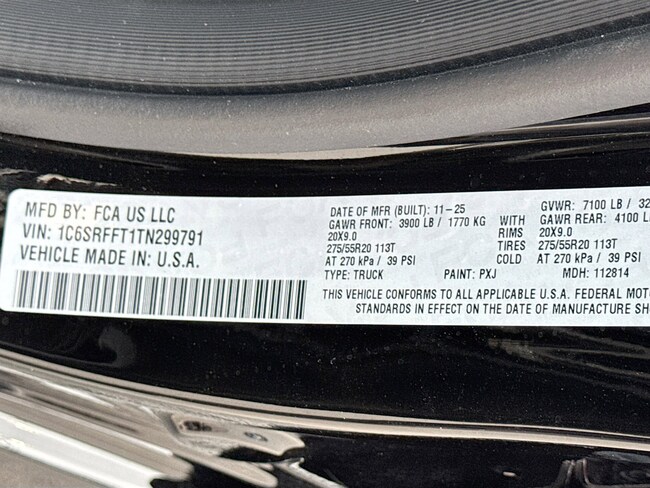 MFD BY: FCA US LLC
VIN: 1C6SRFFT1TN299791
VEHICLE MADE IN: U.S.A.
DATE OF MFR (BUILT): 11-25 GVWR: 7100 LB / 32
GAWR FRONT: 3900 LB / 1770 KG WITH GAWR REAR: 4100 L
20X9.0 RIMS 20X9.0
275/55R20 113T TIRES 275/55R20 113T
AT 270 kPa / 39 PSI COLD AT 270 kPa / 39 PSI
TYPE: TRUCK PAINT: PXJ MDH: 112814
THIS VEHICLE CONFORMS TO ALL APPLICABLE U.S.A. FEDERAL MOT
STANDARDS IN EFFECT ON THE DATE OF MANUFACTURE SH